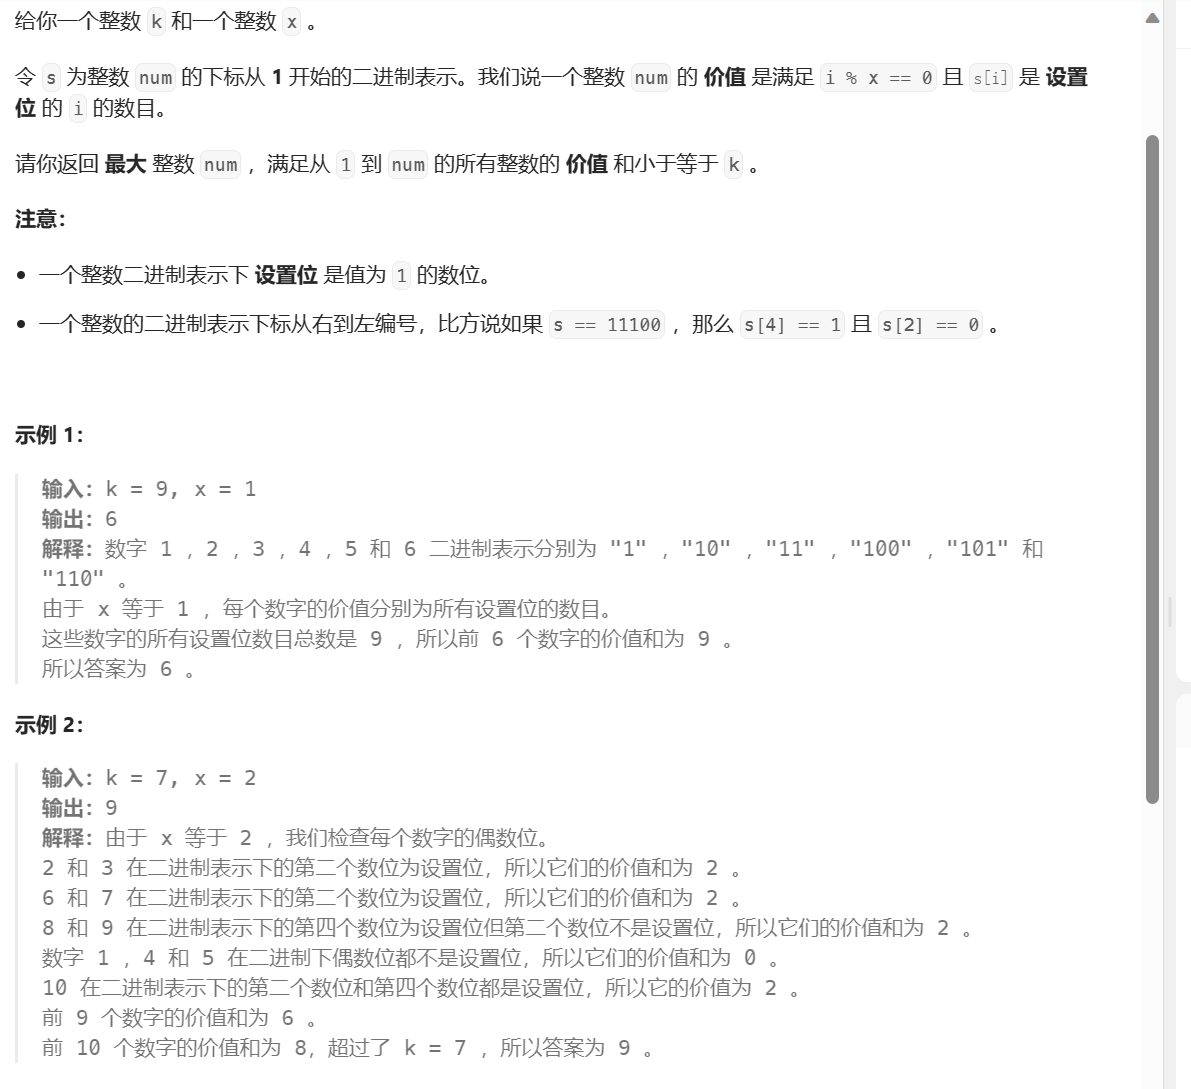 给你一个整数 k 和一个整数 x 。
令 s 为整数 num 的下标从 1 开始的二进制表示。我们说一个整数 num 的 价值 是满足 i % x == 0 且 s[i] 是 设置
位 的 i 的数目。
请你返回 最大 整数 num ，满足从 1 到 num 的所有整数的 价值 和小于等于 k 。
注意：
• 一个整数二进制表示下 设置位 是值为 1 的数位。
• 一个整数的二进制表示下标从右到左编号，比方说如果 s == 11100 ，那么 s[4] == 1 且 s[2] == 0 。
示例 1：
输入：k = 9, x = 1
输出：6
解释：数字 1 ，2 ，3 ，4 ，5 和 6 二进制表示分别为 "1" ，"10" ，"11" ，"100" ，"101" 和
"110" 。
由于 x 等于 1 ，每个数字的价值分别为所有设置位的数目。
这些数字的所有设置位数目总数是 9 ，所以前 6 个数字的价值和为 9 。
所以答案为 6 。
示例 2：
输入：k = 7, x = 2
输出：9
解释：由于 x 等于 2 ，我们检查每个数字的偶数位。
2 和 3 在二进制表示下的第二个数位为设置位，所以它们的价值和为 2 。
6 和 7 在二进制表示下的第二个数位为设置位，所以它们的价值和为 2 。
8 和 9 在二进制表示下的第四个数位为设置位但第二个数位不是设置位，所以它们的价值和为 2 。
数字 1 ，4 和 5 在二进制下偶数位都不是设置位，所以它们的价值和为 0 。
10 在二进制表示下的第二个数位和第四个数位都是设置位，所以它的价值为 2 。
前 9 个数字的价值和为 6 。
前 10 个数字的价值和为 8，超过了 k = 7 ，所以答案为 9 。